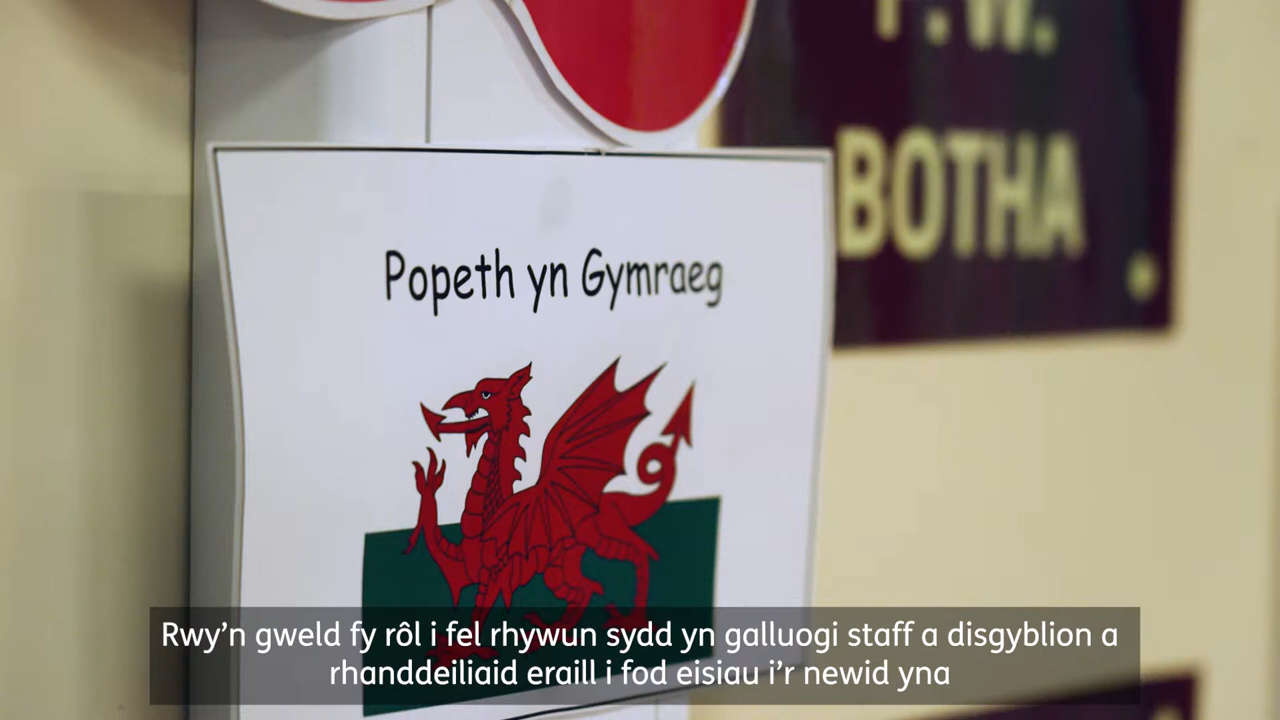 P.W.
BOTHA
Popeth yn Gymraeg
Rwy'n gweld fy rôl i fel rhywun sydd yn galluogi staff a disgyblion a
rhanddeiliaid eraill i fod eisiau i'r newid yna